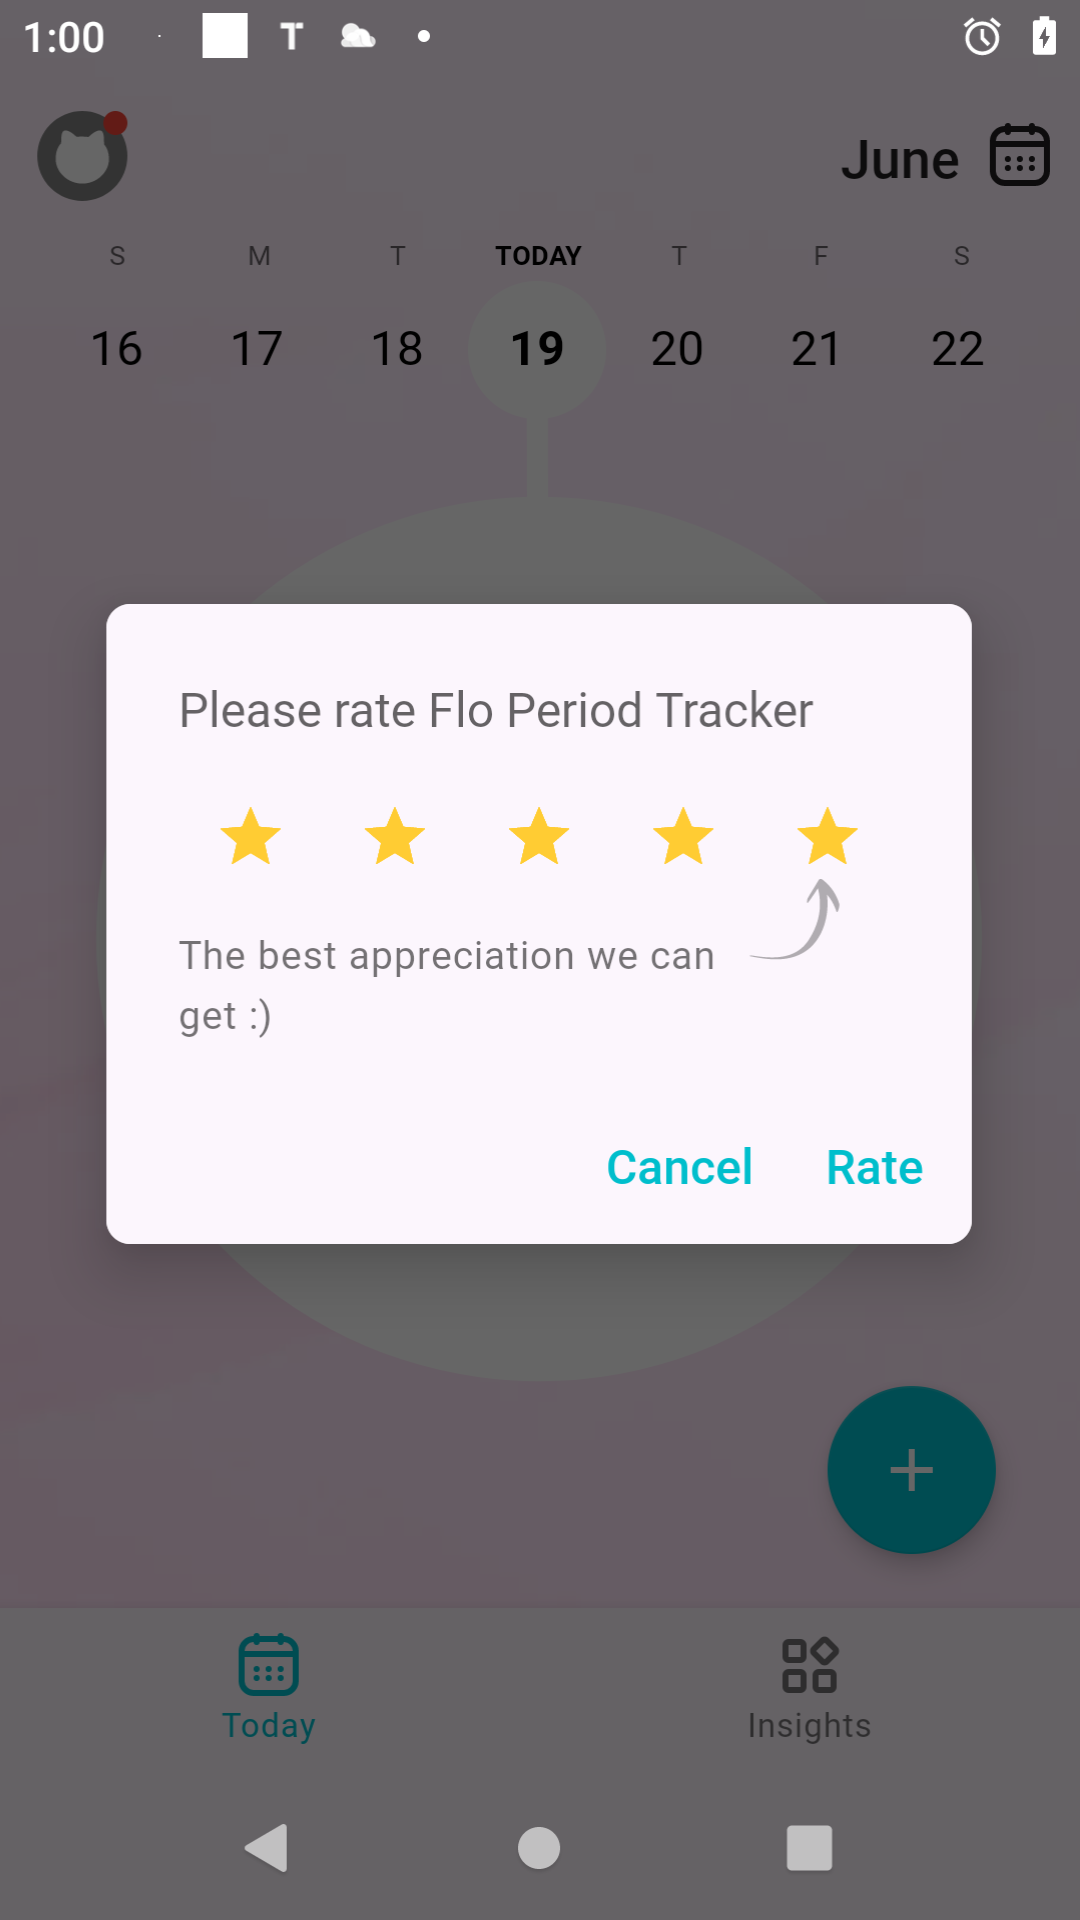 1:00
June
S M T TODAY T F S
16 17 18 19 20 21 22
Please rate Flo Period Tracker
The best appreciation we can
get :)
Cancel Rate
Today Insights